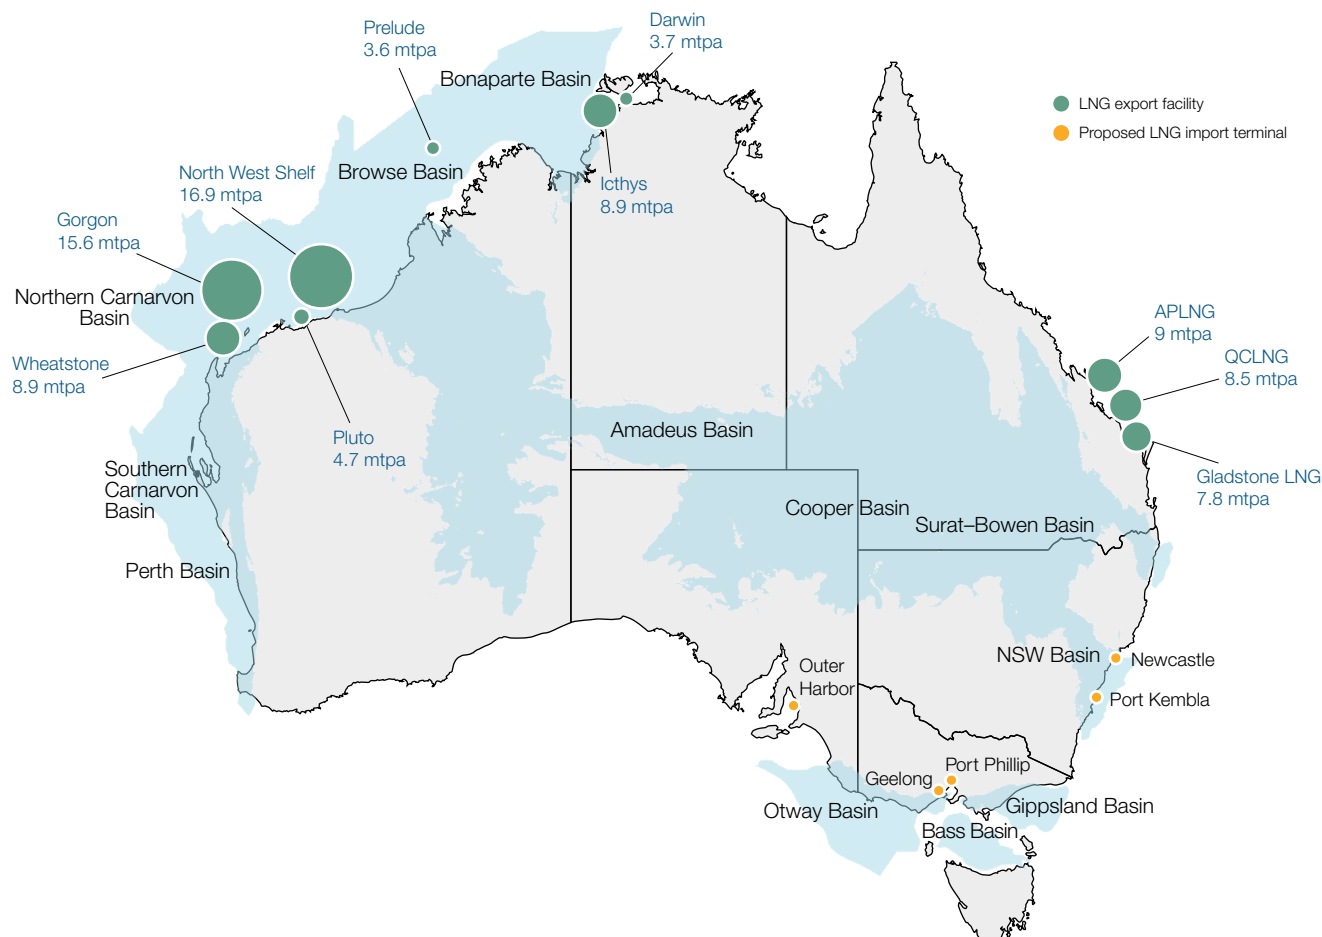 Prelude
3.6 mtpa
Darwin
3.7 mtpa
Bonaparte Basin
LNG export facility
Proposed LNG import terminal
North West Shelf
16.9 mtpa
Browse Basin
Icthys
8.9 mtpa
Gorgon
15.6 mtpa
Northern Carnarvon
Basin
Wheatstone
8.9 mtpa
APLNG
9 mtpa
QCLNG
8.5 mtpa
Pluto
4.7 mtpa
Amadeus Basin
Gladstone LNG
7.8 mtpa
Southern
Carnarvon
Basin
Cooper Basin
Surat–Bowen Basin
Perth Basin
NSW Basin
Newcastle
Outer
Harbor
Port Kembla
Port Phillip
Geelong
Otway Basin
Gippsland Basin
Bass Basin